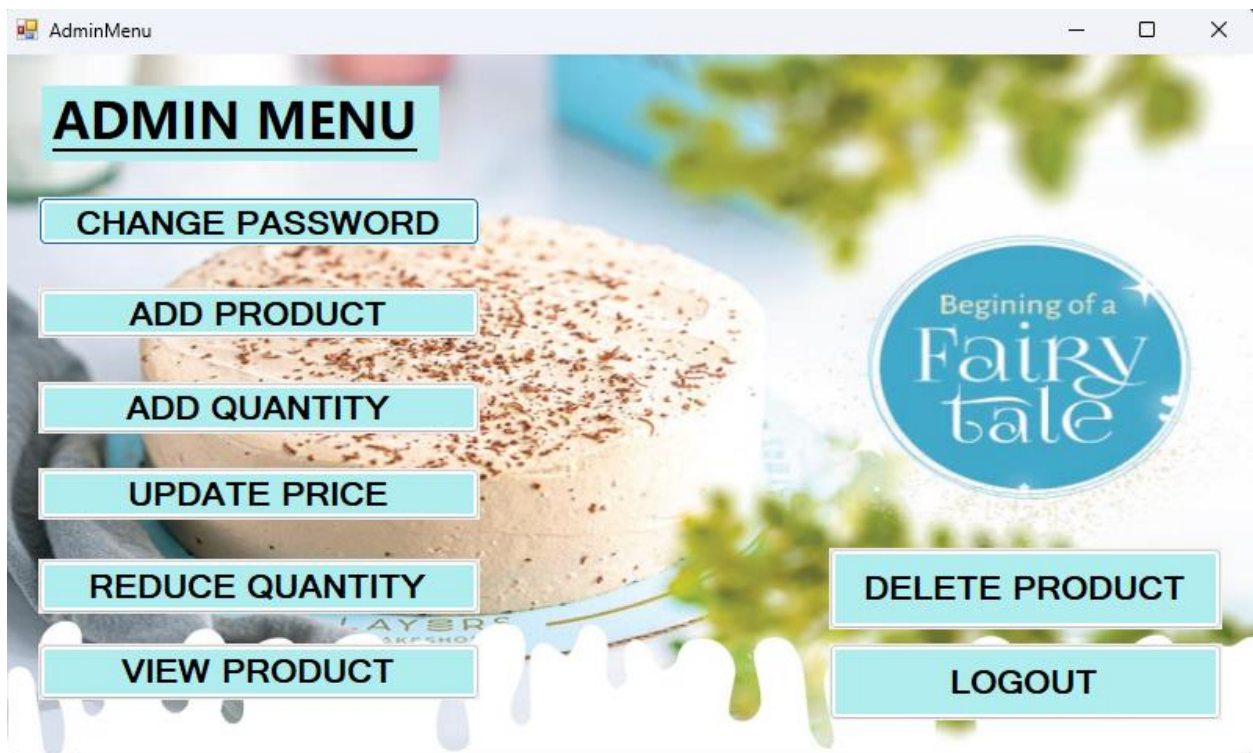 AdminMenu
ADMIN MENU
CHANGE PASSWORD
ADD PRODUCT
ADD QUANTITY
UPDATE PRICE
REDUCE QUANTITY
LAYERS
VIEW PRODUCT
Begining of a
Fairy
tale
DELETE PRODUCT
LOGOUT